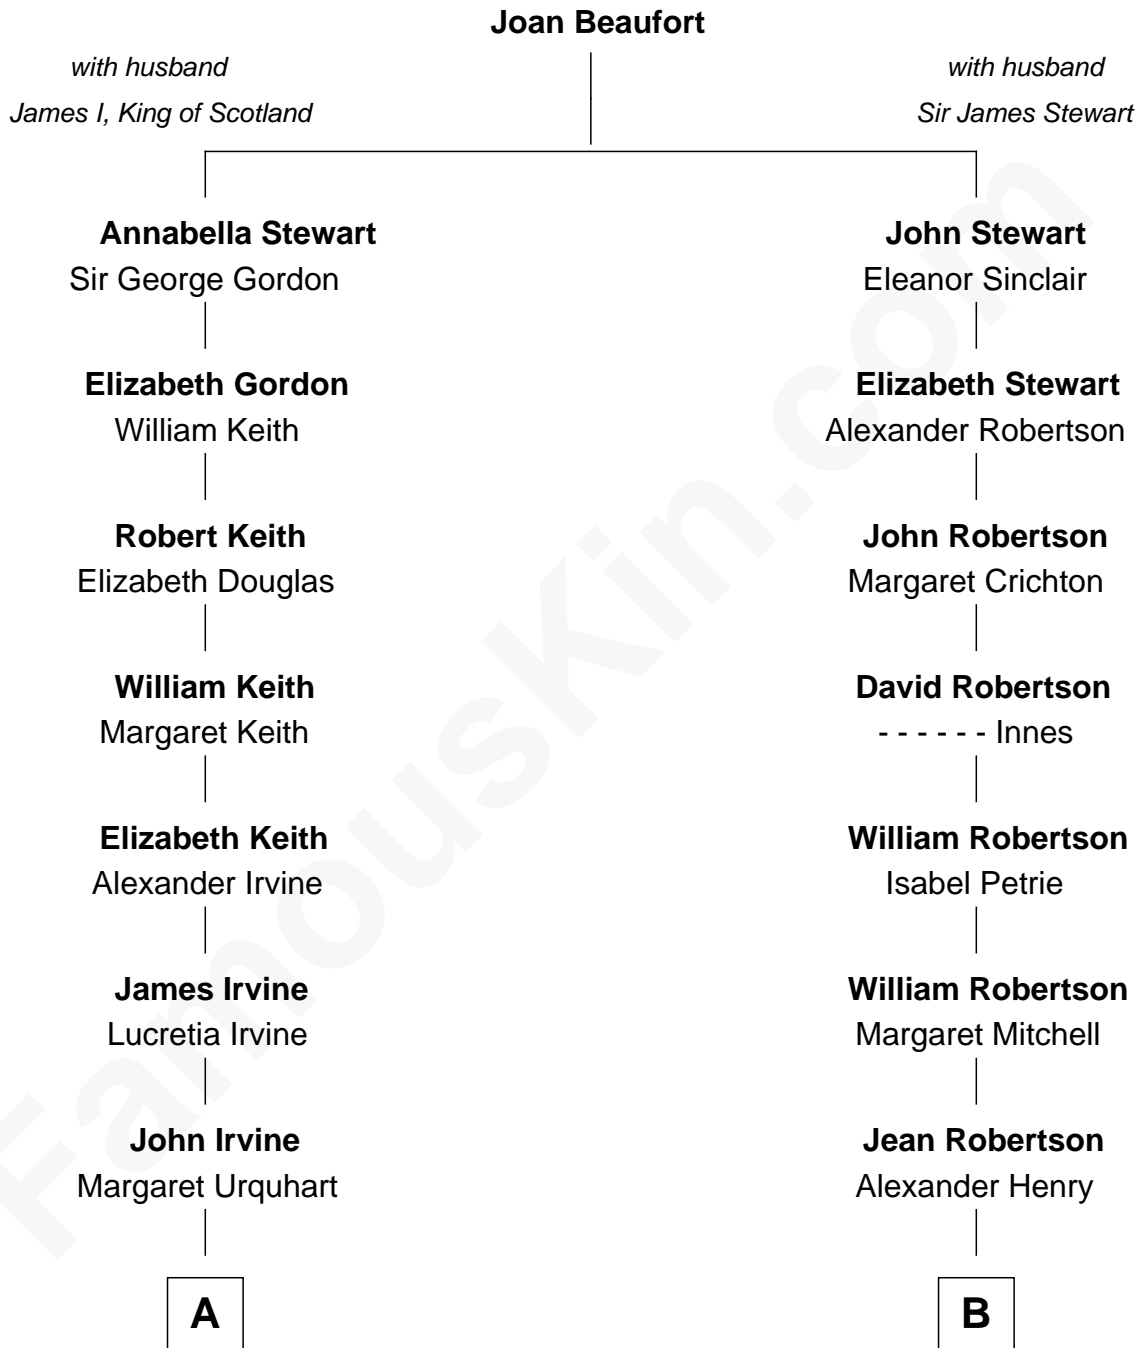 Joan Beaufort
with husband
James I, King of Scotland
with husband
Sir James Stewart
Annabella Stewart
Sir George Gordon
John Stewart
Eleanor Sinclair
Elizabeth Gordon
William Keith
Elizabeth Stewart
Alexander Robertson
Robert Keith
Elizabeth Douglas
John Robertson
Margaret Crichton
William Keith
Margaret Keith
David Robertson
- - - - - - Innes
Elizabeth Keith
Alexander Irvine
William Robertson
Isabel Petrie
James Irvine
Lucretia Irvine
William Robertson
Margaret Mitchell
John Irvine
Margaret Urquhart
Jean Robertson
Alexander Henry
A
B
FamousKin.com